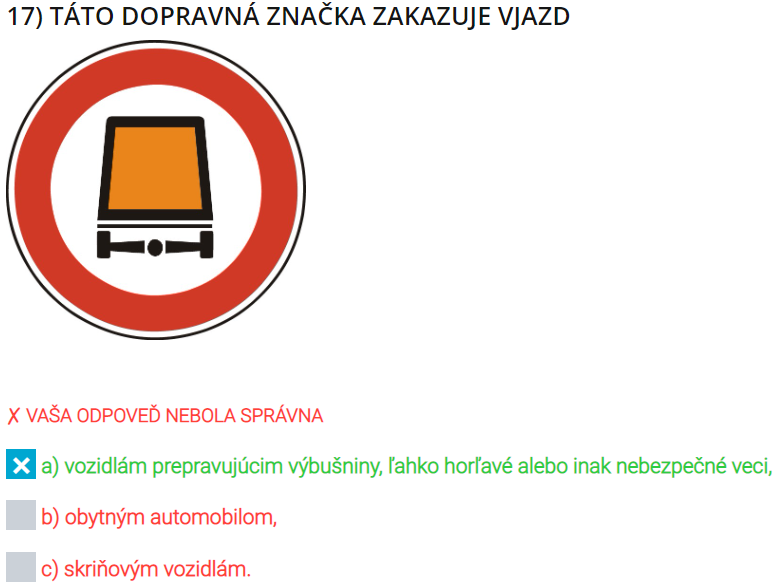 17) TÁTO DOPRAVNÁ ZNAČKA ZAKAZUJE VJAZD
✗ VAŠA ODPOVEĎ NEBOLA SPRÁVNA
a) vozidlám prepravujúcim výbušniny, ľahko horľavé alebo inak nebezpečné veci,
b) obytným automobilom,
c) skriňovým vozidlám.